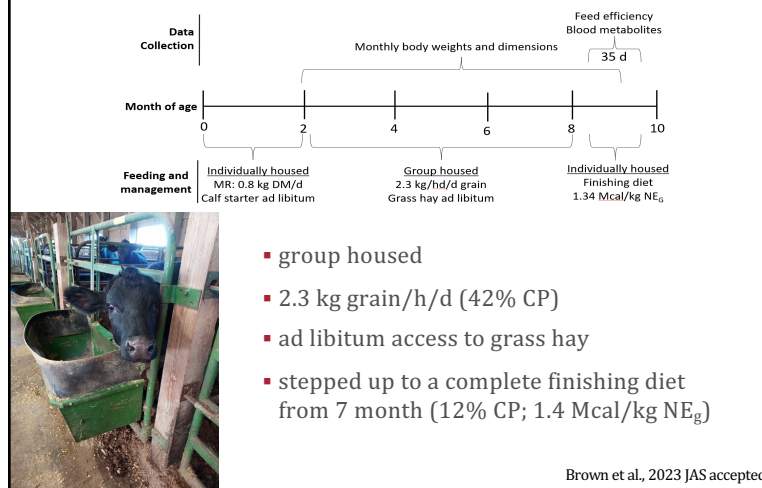 Data
Collection
Monthly body weights and dimensions
Feed efficiency
Blood metabolites
35 d
Month of age
0
2
4
6
8
10
Feeding and
management
Individually housed
MR: 0.8 kg DM/d
Calf starter ad libitum
Group housed
2.3 kg/hd/d grain
Grass hay ad libitum
Individually housed
Finishing diet
1.34 Mcal/kg NEG
▪ group housed
▪ 2.3 kg grain/h/d (42% CP)
▪ ad libitum access to grass hay
▪ stepped up to a complete finishing diet
from 7 month (12% CP; 1.4 Mcal/kg NEg)
Brown et al., 2023 JAS accepted